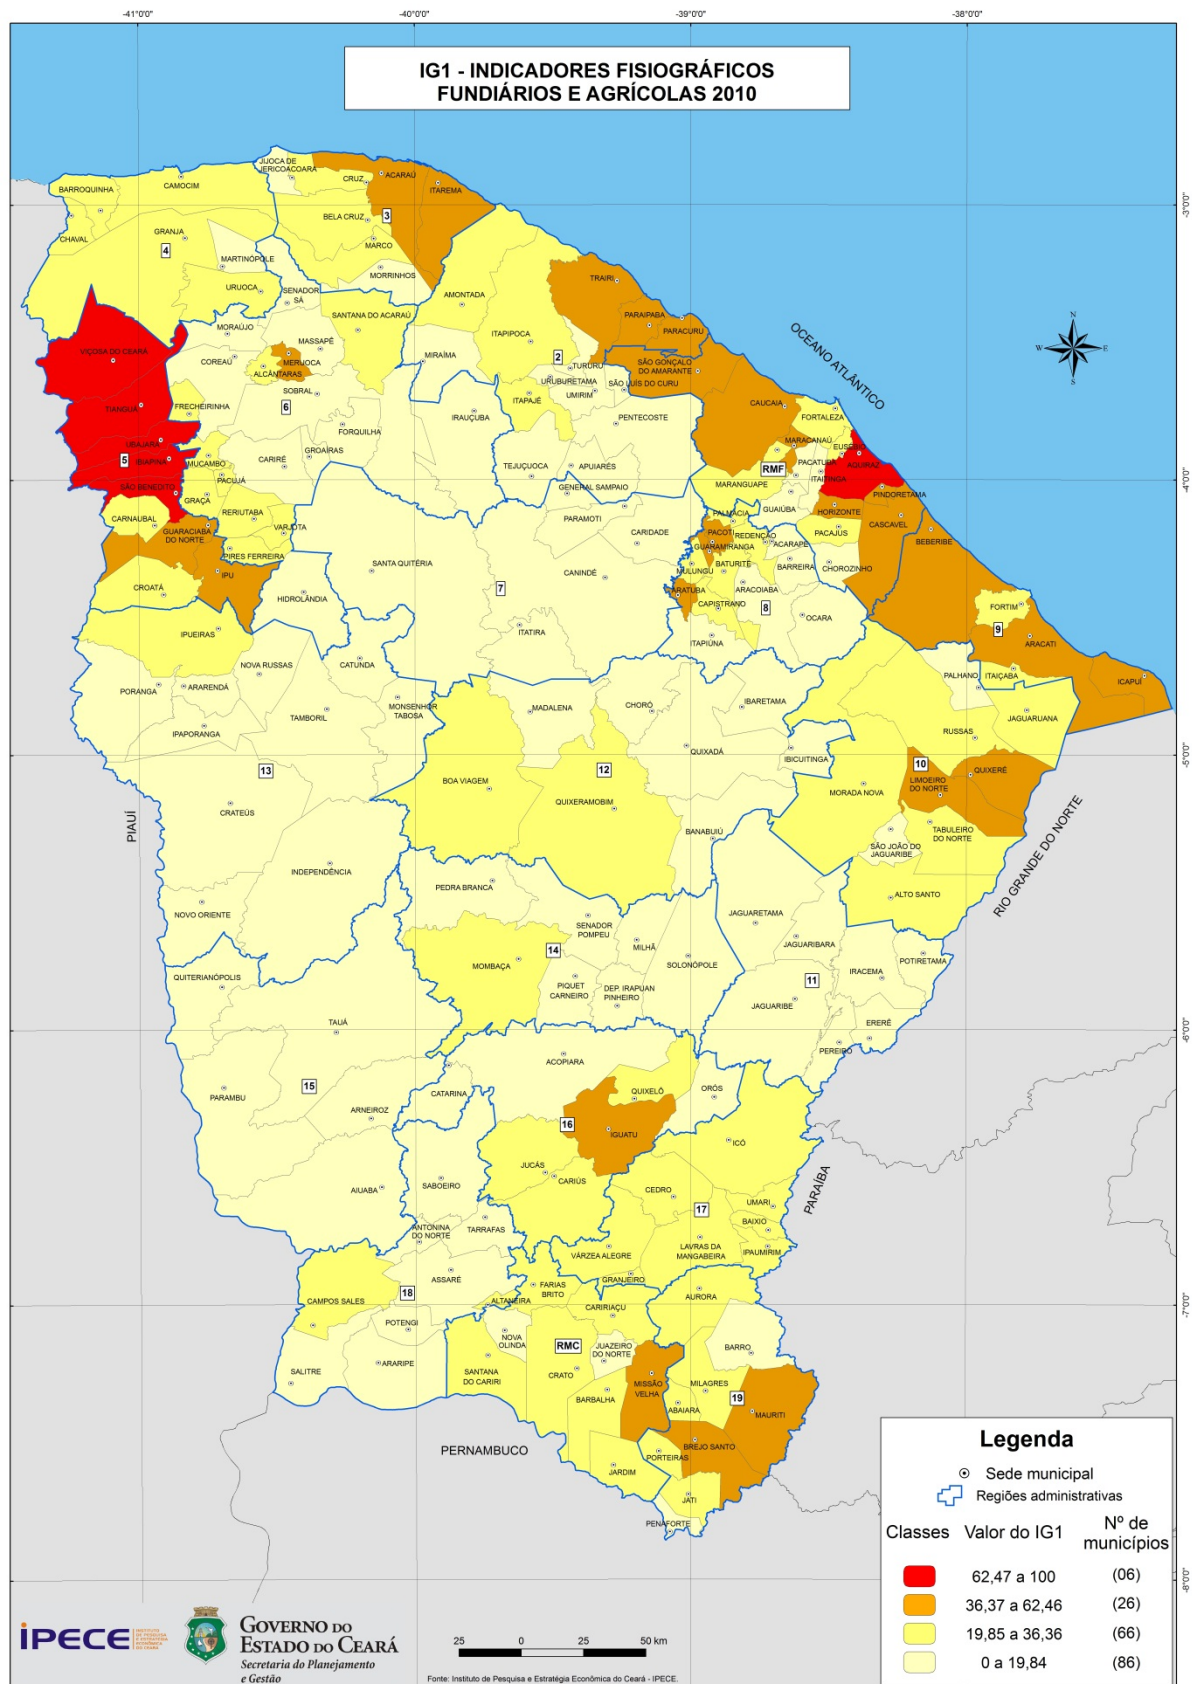 -41°0'0"
-40°0'0"
-39°0'0"
-38°0'0"
IG1 - INDICADORES FISIOGRÁFICOS
FUNDIÁRIOS E AGRÍCOLAS 2010
JIJOCA DE
JERICOACOARA
CRUZ
ACARAÚ
ITAREMA
BARROQUINHA
CAMOCIM
-3°0'0"
BELA CRUZ
3
CHAVAL
GRANJA
4
MARCO
MARTINÓPOLE
MORRINHOS
URUOCA
SENADOR
SÁ
AMONTADA
TRAIRI
SANTANA DO ACARAÚ
PARAIPABA
PARACURU
OCEANO ATLÂNTICO
N
W
E
S
MORAÚJO
MASSAPÊ
ITAPIPOCA
VIÇOSA DO CEARÁ
COREAÚ
MERUOCA
MIRAÍMA
2
TURURU
SÃO GONÇALO
DO AMARANTE
ALCÂNTARAS
URUBURETAMA
UMIRIM
SÃO LUÍS DO CURU
SOBRAL
ITAPAJÉ
TIANGUÁ
FRECHEIRINHA
6
IRAUÇUBA
PENTECOSTE
CAUCAIA
FORTALEZA
FORQUILHA
UBAJARA
MARACANAÚ
EUSÉBIO
5
IBIAPINA
MUCAMBO
CARIRÉ
GROAÍRAS
TEJUÇUOCA
APUIARÉS
RMF
PACATUBA
AQUIRAZ
ITAITINGA
-4°0'0"
PACUJÁ
SÃO BENEDITO
GENERAL SAMPAIO
MARANGUAPE
PINDORETAMA
GRAÇA
RERIUTABA
GUAIÚBA
HORIZONTE
CARNAUBAL
PARAMOTI
PALMÁCIA
CASCAVEL
GUARACIABA
DO NORTE
VARJOTA
CARIDADE
PACOTI
REDENÇÃO
PACAJUS
BEBERIBE
PIRES FERREIRA
GUARAMIRANGA
ACARAPE
SANTA QUITÉRIA
IPU
CANINDÉ
MULUNGU
BATURITÉ
BARREIRA
CHOROZINHO
7
CROATÁ
ARATUBA
ARACOIABA
HIDROLÂNDIA
CAPISTRANO
8
FORTIM
OCARA
9
IPUEIRAS
ITATIRA
ITAPIÚNA
ARACATI
NOVA RUSSAS
CATUNDA
PALHANO
ITAIÇABA
ICAPUÍ
PORANGA
ARARENDÁ
MONSENHOR
TABOSA
MADALENA
CHORÓ
IBARETAMA
JAGUARUANA
TAMBORIL
IPAPORANGA
RUSSAS
QUIXADÁ
IBICUITINGA
-5°0'0"
13
12
10
BOA VIAGEM
LIMOEIRO
DO NORTE
QUIXERÉ
PIAUÍ
CRATEÚS
QUIXERAMOBIM
MORADA NOVA
TABULEIRO
DO NORTE
BANABUIÚ
SÃO JOÃO DO
JAGUARIBE
INDEPENDÊNCIA
RIO GRANDE DO NORTE
PEDRA BRANCA
ALTO SANTO
NOVO ORIENTE
SENADOR
POMPEU
JAGUARETAMA
14
MILHÃ
JAGUARIBARA
MOMBAÇA
SOLONÓPOLE
POTIRETAMA
QUITERIANÓPOLIS
PIQUET
CARNEIRO
DEP. IRAPUAN
PINHEIRO
11
IRACEMA
JAGUARIBE
TAUÁ
ERERÊ
-6°0'0"
PEREIRO
ACOPIARA
15
CATARINA
QUIXELÔ
ORÓS
PARAMBU
ARNEIROZ
16
IGUATU
ICÓ
JUCÁS
CARIÚS
AIUABA
SABOEIRO
CEDRO
17
UMARI
PARAÍBA
ANTONINA
DO NORTE
TARRAFAS
BAIXIO
VÁRZEA ALEGRE
LAVRAS DA
MANGABEIRA
IPAUMIRIM
ASSARÉ
GRANJEIRO
18
CAMPOS SALES
ALTANEIRA
FARIAS
BRITO
AURORA
-7°0'0"
CARIRIAÇU
POTENGI
NOVA
OLINDA
RMC
JUAZEIRO
DO NORTE
BARRO
SALITRE
ARARIPE
SANTANA
DO CARIRI
CRATO
MISSÃO
VELHA
MILAGRES
BARBALHA
19
ABAIARA
MAURITI
PERNAMBUCO
BREJO SANTO
PORTEIRAS
JARDIM
JATI
PENAFORTE
-8°0'0"
Legenda
Sede municipal
Regiões administrativas
Classes Valor do IG1 Nº de
municípios
62,47 a 100 (06)
36,37 a 62,46 (26)
19,85 a 36,36 (66)
0 a 19,84 (86)
IPECE
INSTITUTO
DE PESQUISA
E ESTRATÉGIA
ECONÔMICA
DO CEARÁ
GOVERNO DO
ESTADO DO CEARÁ
Secretaria do Planejamento
e Gestão
25 0 25 50 km
Fonte: Instituto de Pesquisa e Estratégia Econômica do Ceará - IPECE.